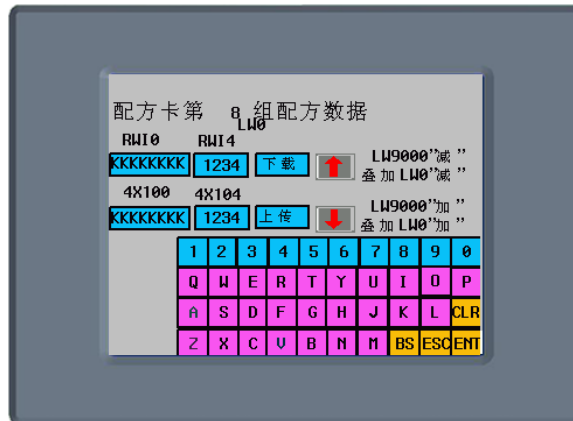 配方卡第 8 组配方数据
LW0
RWI0 RWI4
KKKKKKKK 1234 下载
LW9000"减"
叠加 LW0"减"
4X100 4X104
KKKKKKKK 1234 上传
LW9000"加"
叠加 LW0"加"
1 2 3 4 5 6 7 8 9 0
Q W E R T Y U I O P
A S D F G H J K L CLR
Z X C V B N M BS ESC ENT